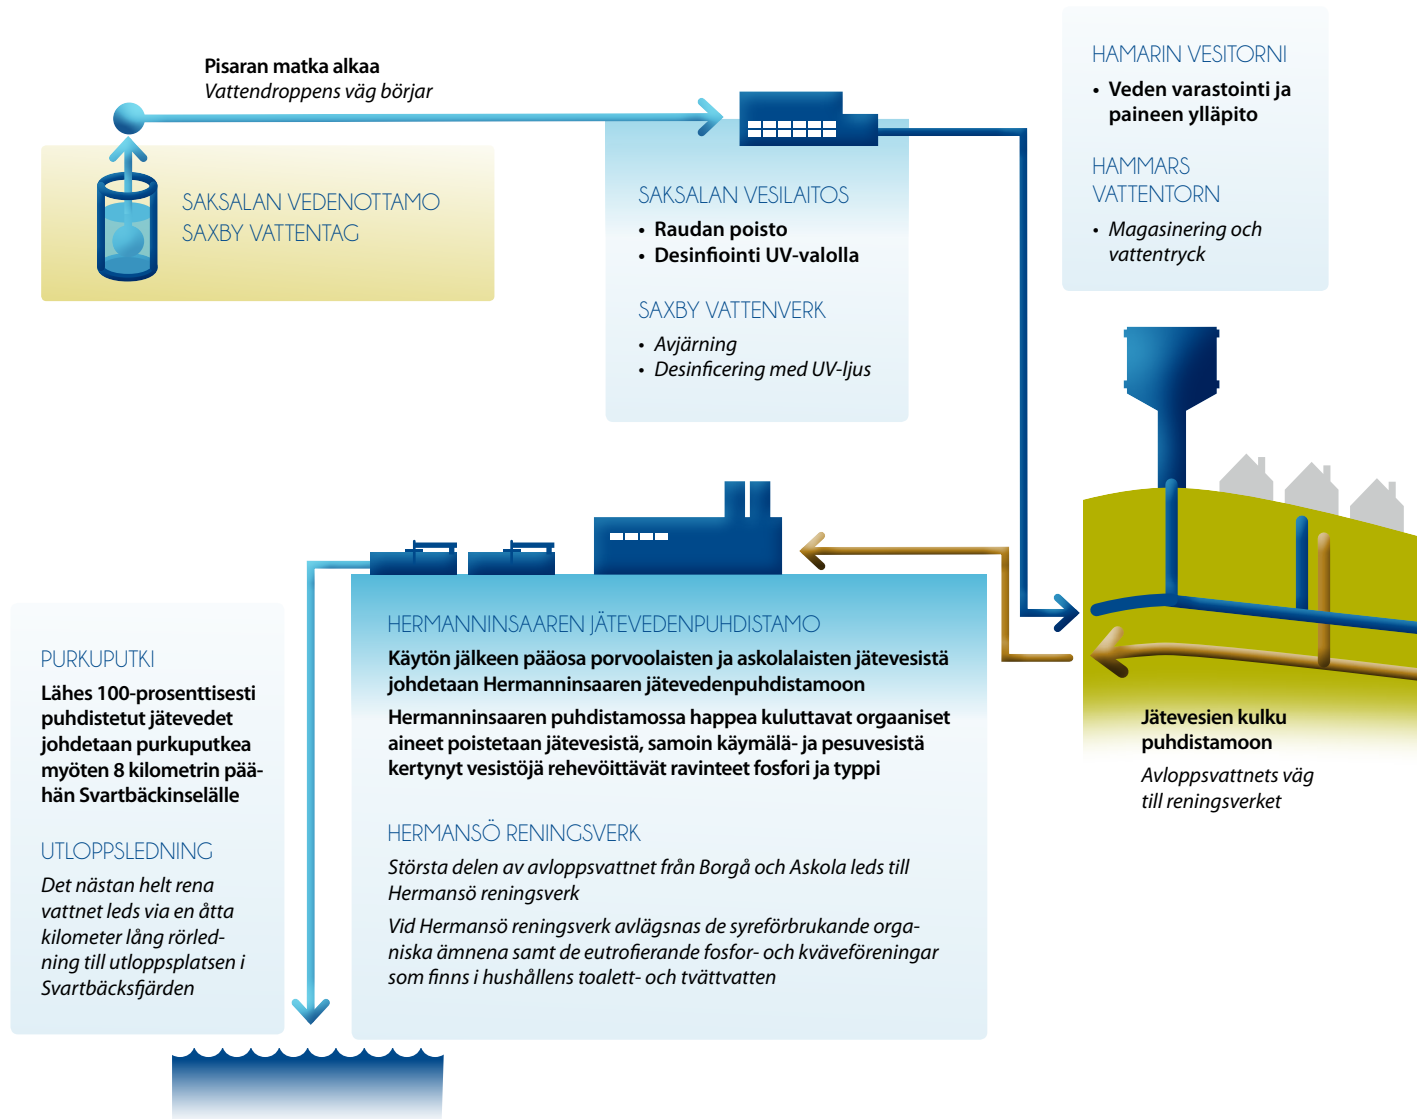 Pisaran matka alkaa
Vattendroppens väg börjar
SAKSALAN VEDENOTTAMO
SAXBY VATTENTAG
SAKSALAN VESILAITOS
• Raudan poisto
• Desinfiointi UV-valolla
SAXBY VATTENVERK
• Avjärning
• Desinficering med UV-ljus
HAMARIN VESITORNI
• Veden varastointi ja
paineen ylläpito
HAMMARS
VATTENTORN
• Magasinering och
vattentryck
Jätevesien kulku
puhdistamoon
Avloppsvattnets väg
till reningsverket
HERMANNINSAAREN JÄTEVEDENPUHDISTAMO
Käytön jälkeen pääosa porvoolaisten ja askolalaisten jätevesistä
johdetaan Hermanninsaaren jätevedenpuhdistamoon
Hermanninsaaren puhdistamossa happea kuluttavat orgaaniset
aineet poistetaan jätevesistä, samoin käymälä- ja pesuvesistä
kertynyt vesistöjä rehevöittävät ravinteet fosfori ja typpi
HERMANSÖ RENINGSVERK
Största delen av avloppsvattnet från Borgå och Askola leds till
Hermansö reningsverk
Vid Hermansö reningsverk avlägsnas de syreförbrukande orga-
niska ämnena samt de eutrofierande fosfor- och kväveföreningar
som finns i hushållens toalett- och tvättvatten
PURKUPUTKI
Lähes 100-prosenttisesti
puhdistetut jätevedet
johdetaan purkuputkea
myöten 8 kilometrin pää-
hän Svartbäckinselälle
UTLOPPSLEDNING
Det nästan helt rena
vattnet leds via en åtta
kilometer lång rörled-
ning till utloppsplatsen i
Svartbäcksfjärden